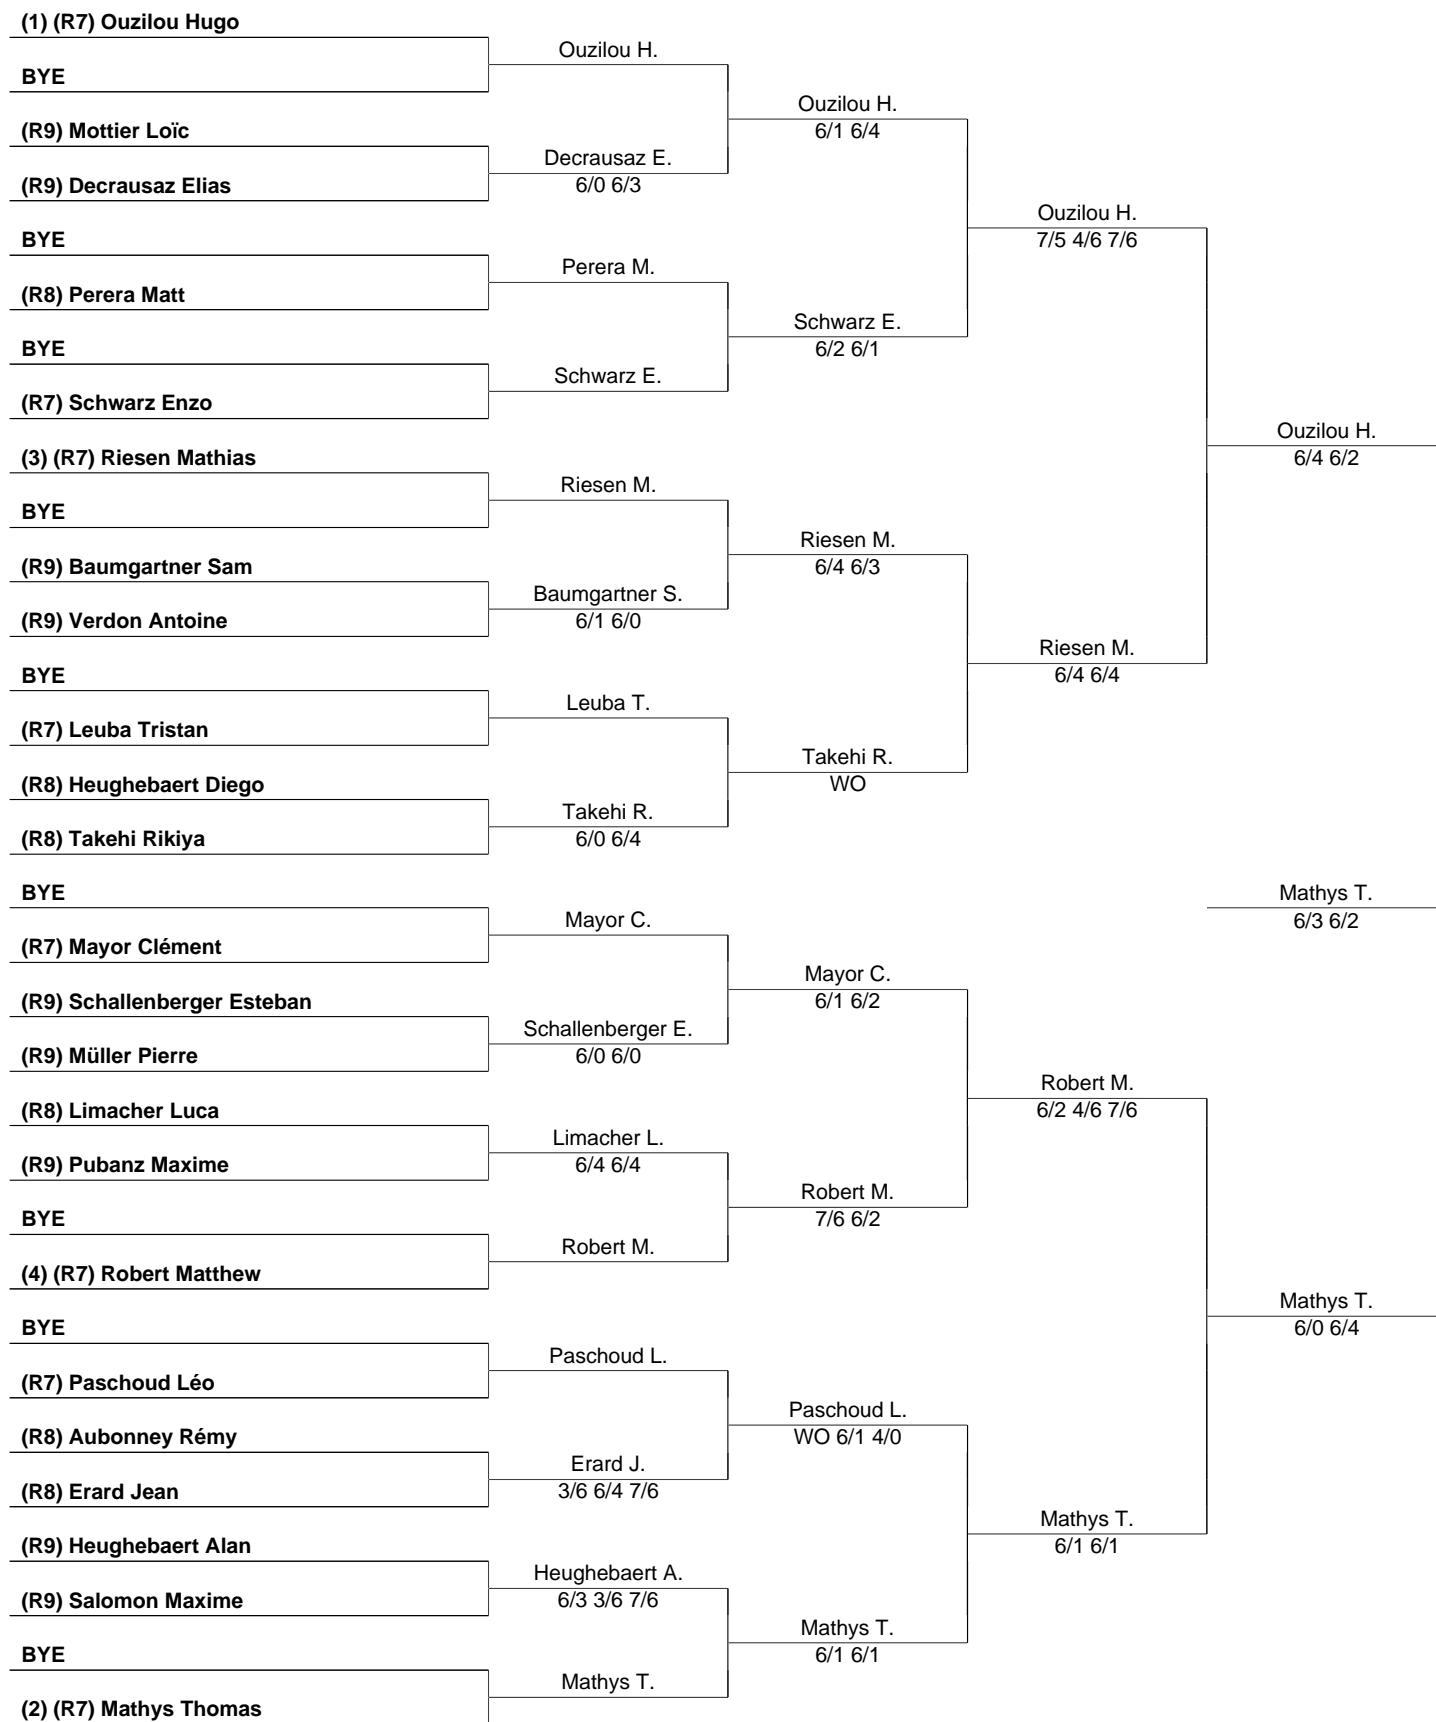 (1) (R7) Ouzilou Hugo
Ouzilou H.
BYE
Ouzilou H.
6/1 6/4
(R9) Mottier Loïc
Decrausaz E.
6/0 6/3
(R9) Decrausaz Elias
Ouzilou H.
7/5 4/6 7/6
BYE
Perera M.
(R8) Perera Matt
Schwarz E.
6/2 6/1
BYE
Schwarz E.
(R7) Schwarz Enzo
Ouzilou H.
6/4 6/2
(3) (R7) Riesen Mathias
Riesen M.
BYE
Riesen M.
6/4 6/3
(R9) Baumgartner Sam
Baumgartner S.
6/1 6/0
(R9) Verdon Antoine
Riesen M.
6/4 6/4
BYE
Leuba T.
(R7) Leuba Tristan
Takehi R.
WO
(R8) Heughebaert Diego
Takehi R.
6/0 6/4
(R8) Takehi Rikiya
BYE
Mathys T.
6/3 6/2
Mayor C.
(R7) Mayor Clément
Mayor C.
6/1 6/2
(R9) Schallenberger Esteban
Schallenberger E.
6/0 6/0
(R9) Müller Pierre
Robert M.
6/2 4/6 7/6
(R8) Limacher Luca
Limacher L.
6/4 6/4
(R9) Pubanz Maxime
Robert M.
7/6 6/2
BYE
Robert M.
(4) (R7) Robert Matthew
Mathys T.
6/0 6/4
BYE
Paschoud L.
(R7) Paschoud Léo
Paschoud L.
WO 6/1 4/0
(R8) Aubonney Rémy
Erard J.
3/6 6/4 7/6
(R8) Erard Jean
Mathys T.
6/1 6/1
(R9) Heughebaert Alan
Heughebaert A.
6/3 3/6 7/6
(R9) Salomon Maxime
Mathys T.
6/1 6/1
BYE
Mathys T.
(2) (R7) Mathys Thomas